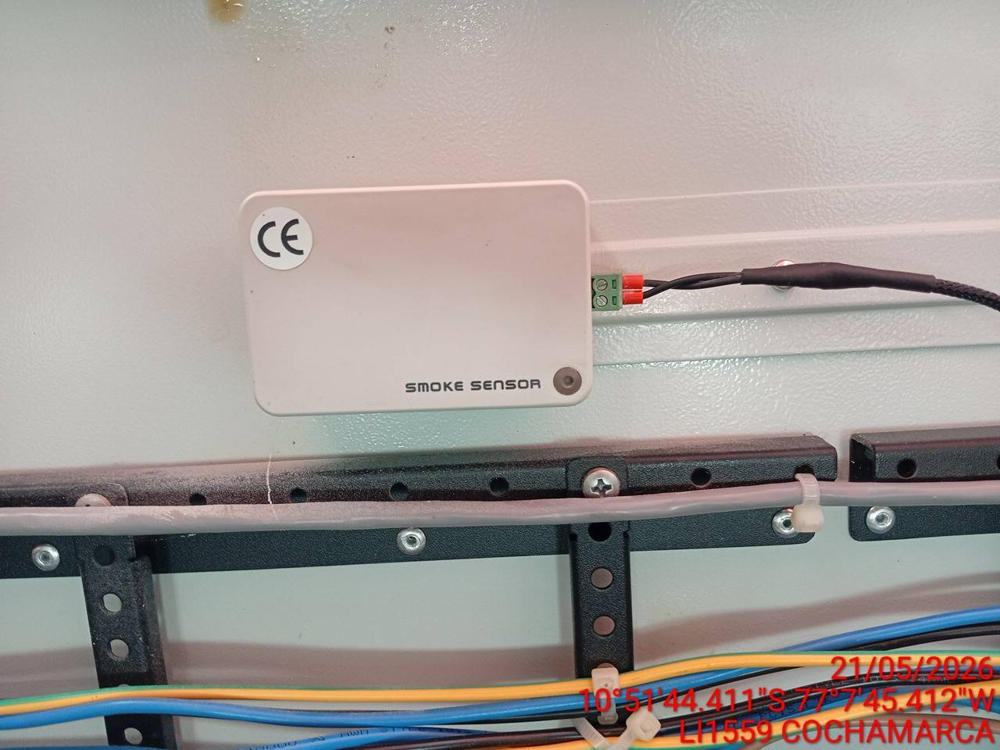 CE
SMOKE SENSOR
21/05/2026
10°51'44.411"S 77°7'45.412"W
LI1559 COCHAMARCA